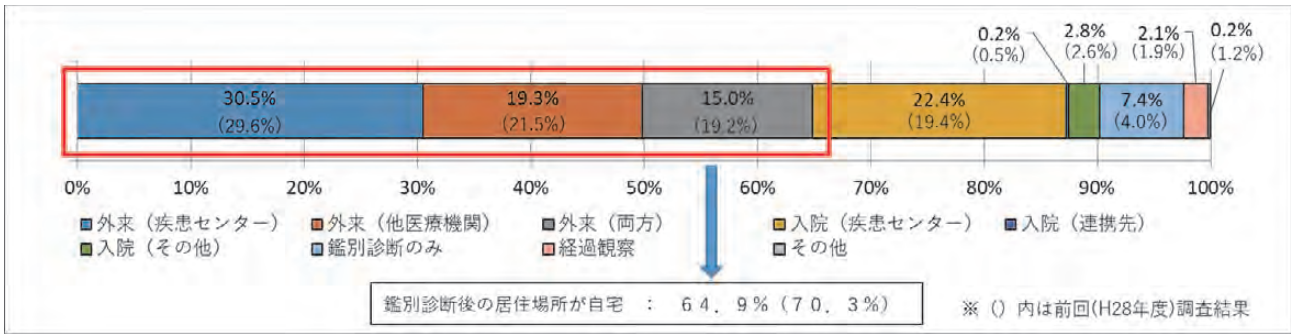 0.2% 2.8% 2.1% 0.2%
(0.5%) (2.6%) (1.9%) (1.2%)
30.5% 19.3% 15.0% 22.4% 7.4%
(29.6%) (21.5%) (19.2%) (19.4%) (4.0%)
0% 10% 20% 30% 40% 50% 60% 70% 80% 90% 100%
外来（疾患センター） 外来（他医療機関） 外来（両方） 入院（疾患センター） 入院（連携先）
入院（その他） 鑑別診断のみ 経過観察 その他
鑑別診断後の居住場所が自宅 ： ６４．９%(７０．３%)
※（）内は前回(H28年度)調査結果